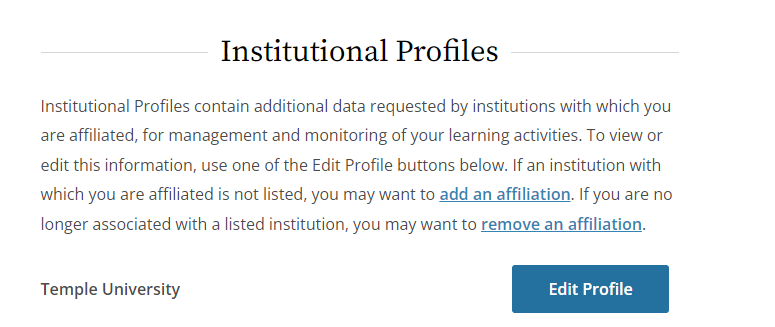 Institutional Profiles
Institutional Profiles contain additional data requested by institutions with which you
are affiliated, for management and monitoring of your learning activities. To view or
edit this information, use one of the Edit Profile buttons below. If an institution with
which you are affiliated is not listed, you may want to add an affiliation. If you are no
longer associated with a listed institution, you may want to remove an affiliation.
Temple University
Edit Profile